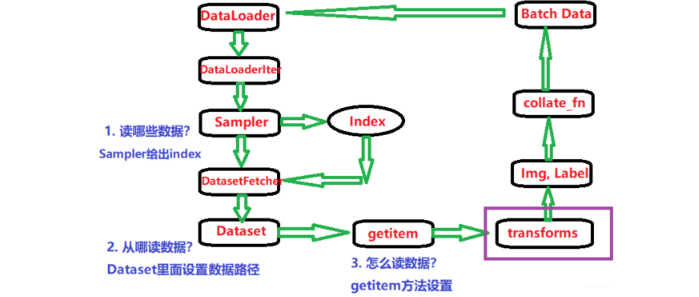 DataLoader
Batch Data
DataLoaderIter
collate_fn
1. 读哪些数据?
Sampler
Index
Sampler给出index
DatasetFetcher
Img, Label
Dataset
getitem
transforms
2. 从哪读数据?
Dataset里面设置数据路径
3. 怎么读数据?
getitem方法设置